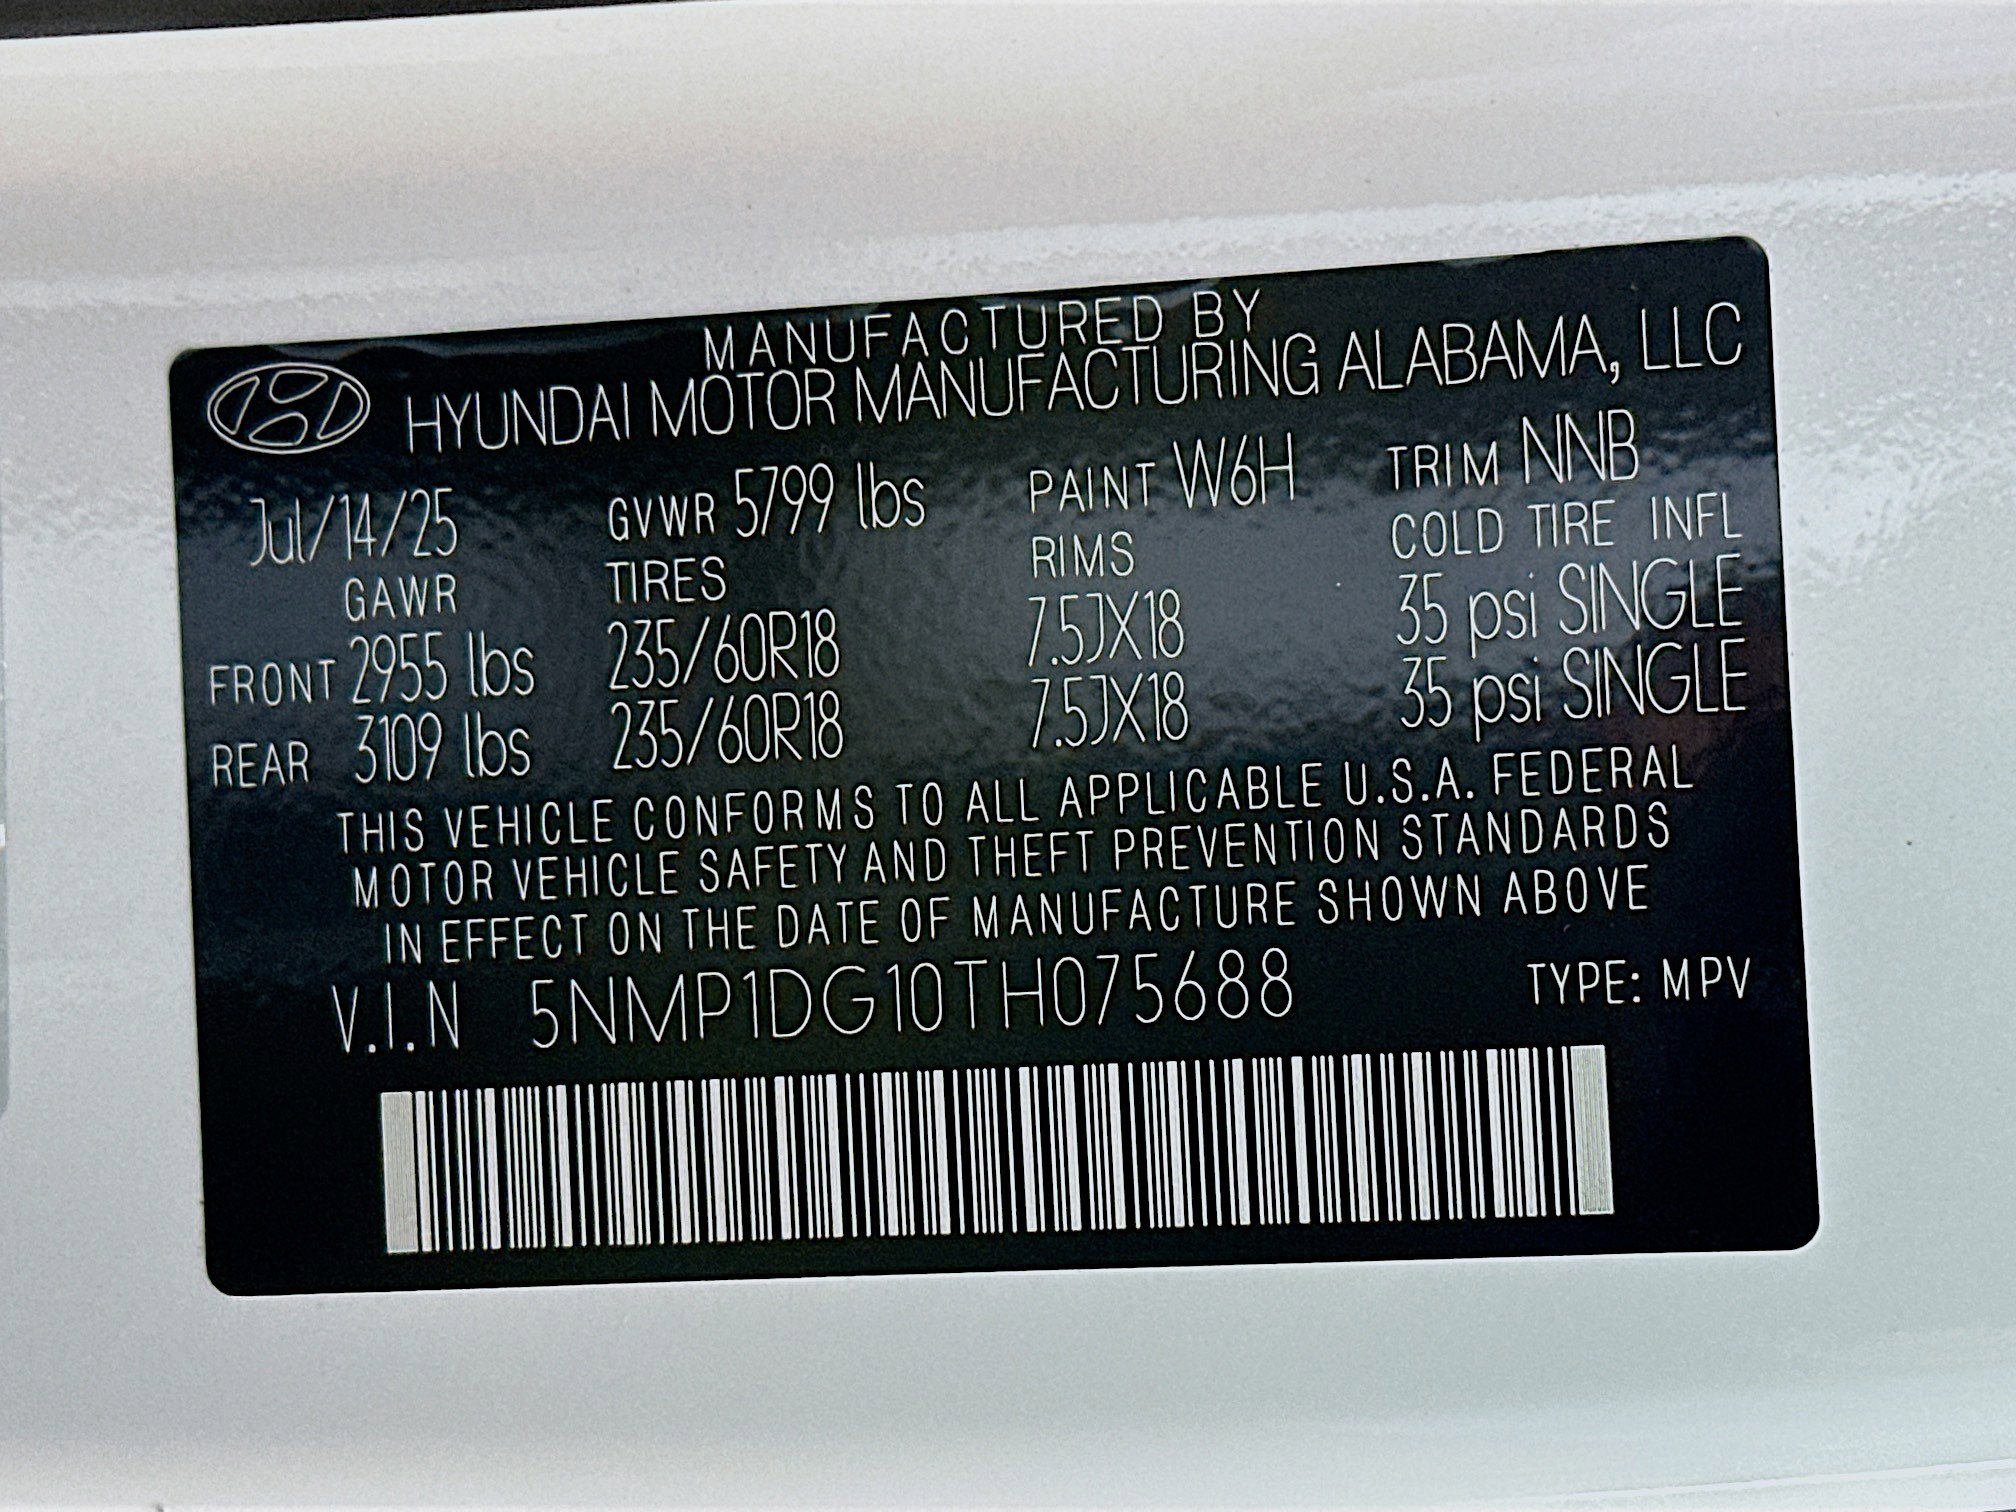 MANUFACTURED BY
HYUNDAI MOTOR MANUFACTURING ALABAMA, LLC
Jul/14/25 GVWR 5799 lbs PAINT W6H TRIM NNB
GAWR TIRES RIMS COLD TIRE INFL
FRONT 2955 lbs 235/60R18 7.5JX18 35 psi SINGLE
REAR 3109 lbs 235/60R18 7.5JX18 35 psi SINGLE
THIS VEHICLE CONFORMS TO ALL APPLICABLE U.S.A. FEDERAL
MOTOR VEHICLE SAFETY AND THEFT PREVENTION STANDARDS
IN EFFECT ON THE DATE OF MANUFACTURE SHOWN ABOVE
V.I.N 5NMP1DG10TH075688 TYPE: MPV